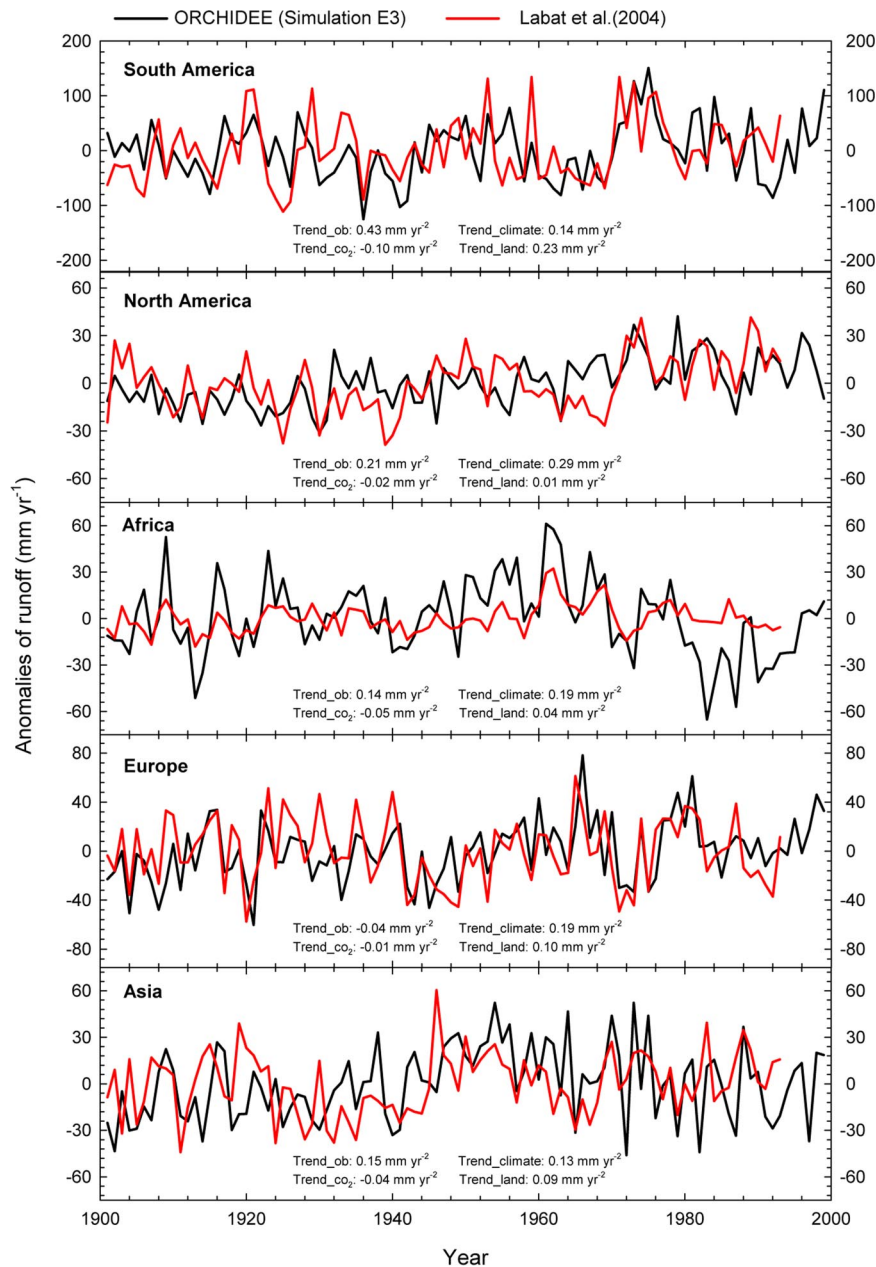 ORCHIDEE (Simulation E3) Labat et al.(2004)
200 200
South America
100 100
0 0
-100 -100
Trend_ob: 0.43 mm yr⁻² Trend_climate: 0.14 mm yr⁻²
Trend_co₂: -0.10 mm yr⁻² Trend_land: 0.23 mm yr⁻²
-200 -200
60 60
North America
30 30
0 0
-30 -30
Trend_ob: 0.21 mm yr⁻² Trend_climate: 0.29 mm yr⁻²
-60 -60
Trend_co₂: -0.02 mm yr⁻² Trend_land: 0.01 mm yr⁻²
Africa
60 60
30 30
0 0
-30 -30
Trend_ob: 0.14 mm yr⁻² Trend_climate: 0.19 mm yr⁻²
-60 -60
Trend_co₂: -0.05 mm yr⁻² Trend_land: 0.04 mm yr⁻²
80 80
Europe
40 40
0 0
-40 -40
Trend_ob: -0.04 mm yr⁻² Trend_climate: 0.19 mm yr⁻²
-80 -80
Trend_co₂: -0.01 mm yr⁻² Trend_land: 0.10 mm yr⁻²
Asia
60 60
30 30
0 0
-30 -30
Trend_ob: 0.15 mm yr⁻² Trend_climate: 0.13 mm yr⁻²
-60 -60
Trend_co₂: -0.04 mm yr⁻² Trend_land: 0.09 mm yr⁻²
1900 1920 1940 1960 1980 2000
Year
Anomalies of runoff (mm yr⁻¹)